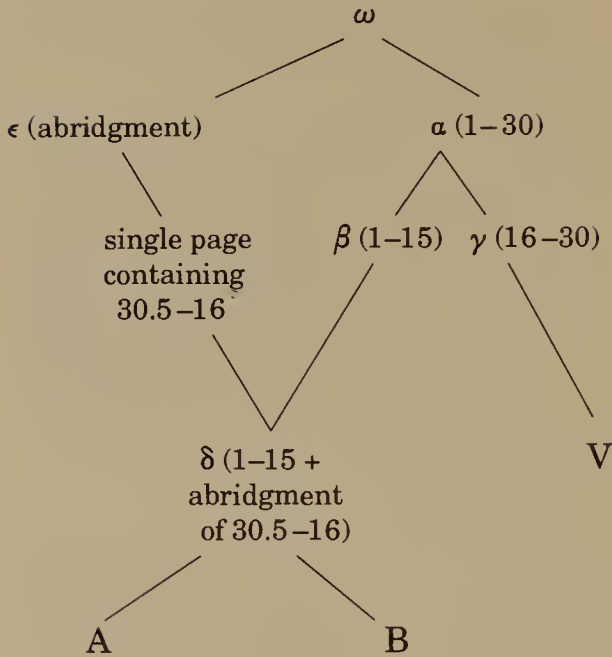 ω
ϵ (abridgment)
α (1–30)
single page
containing
30.5–16
β (1–15)
γ (16–30)
δ (1–15 +
abridgment
of 30.5–16)
V
A
B